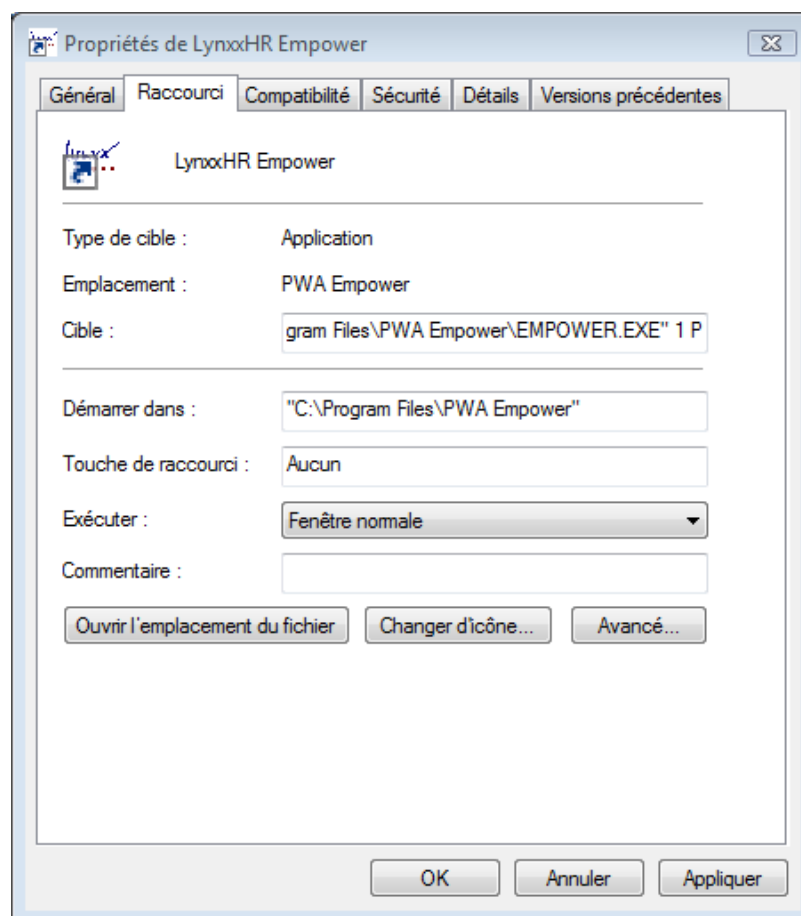 Propriétés de LynxxHR Empower
Général Raccourci Compatibilité Sécurité Détails Versions précédentes
LynxxHR Empower
Type de cible : Application
Emplacement : PWA Empower
Cible : gram Files\PWA Empower\EMPOWER.EXE" 1 P
Démarrer dans : "C:\Program Files\PWA Empower"
Touche de raccourci : Aucun
Exécuter : Fenêtre normale
Commentaire :
Ouvrir l'emplacement du fichier Changer d'icône... Avancé...
OK Annuler Appliquer